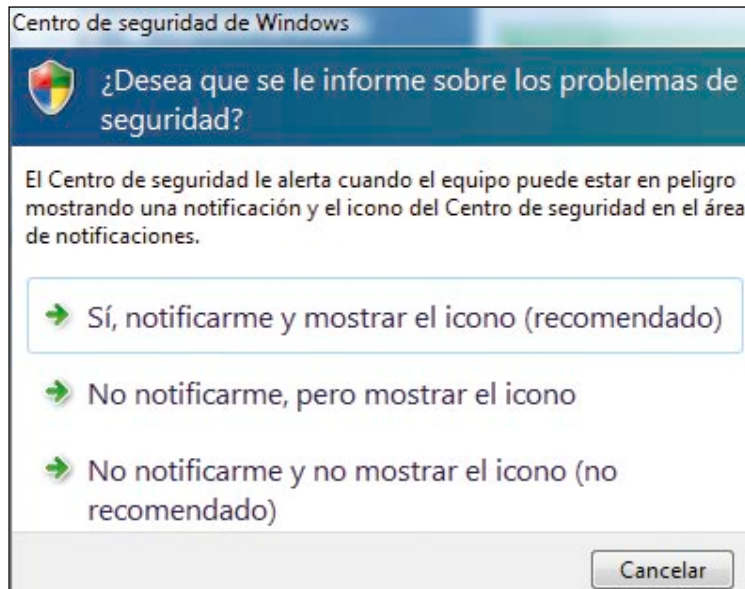 Centro de seguridad de Windows
¿Desea que se le informe sobre los problemas de
seguridad?
El Centro de seguridad le alerta cuando el equipo puede estar en peligro
mostrando una notificación y el icono del Centro de seguridad en el área
de notificaciones.
Sí, notificarme y mostrar el icono (recomendado)
No notificarme, pero mostrar el icono
No notificarme y no mostrar el icono (no
recomendado)
Cancelar